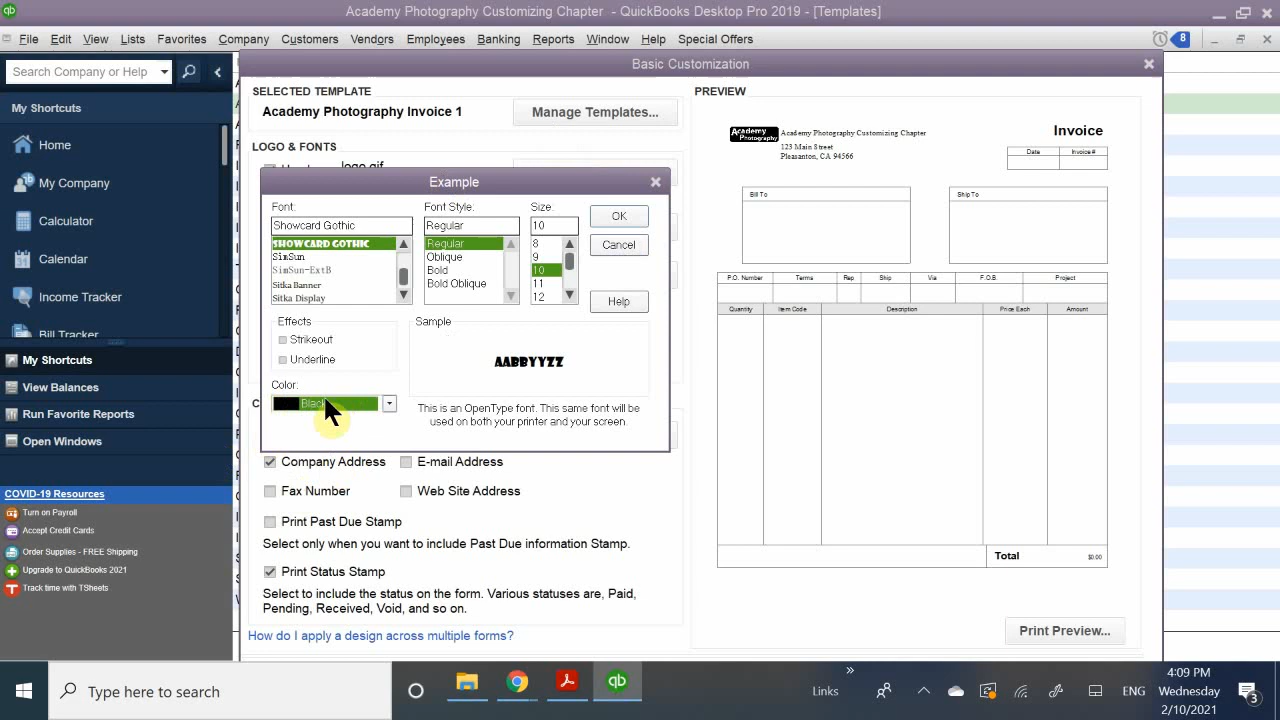 Academy Photography Customizing Chapter - QuickBooks Desktop Pro 2019 - [Templates]
File Edit View Lists Favorites Company Customers Vendors Employees Banking Reports Window Help Special Offers 8
Search Company or Help
My Shortcuts
Home
My Company
Calculator
Calendar
Income Tracker
Bill Tracker
My Shortcuts
View Balances
Run Favorite Reports
Open Windows
COVID-19 Resources
Turn on Payroll
Accept Credit Cards
Order Supplies - FREE Shipping
Upgrade to QuickBooks 2021
Track time with TSheets
Basic Customization
SELECTED TEMPLATE
Academy Photography Invoice 1
Manage Templates...
LOGO & FONTS
logo.gif
Example
Font: Font Style: Size:
Showcard Gothic Regular 10
SHOWCARD GOTHIC Regular 8
SimSun Oblique 9
SimSun-ExtB Bold 10
Sitka Banner Bold Oblique 11
Sitka Display 12
OK
Cancel
Help
Effects
Strikeout
Underline
Sample
AABBYYZZ
Color:
Black
This is an OpenType font. This same font will be
used on both your printer and your screen.
Company Address E-mail Address
Fax Number Web Site Address
Print Past Due Stamp
Select only when you want to include Past Due information Stamp.
Print Status Stamp
Select to include the status on the form. Various statuses are, Paid,
Pending, Received, Void, and so on.
How do I apply a design across multiple forms?
PREVIEW
Academy
Photography
Academy Photography Customizing Chapter
123 Main Street
Pleasanton, CA 94566
Invoice
Date Invoice #
Bill To Ship To
P.O. Number Terms Rep Ship Via F.O.B. Project
Quantity Item Code Description Price Each Amount
Total $0.00
Print Preview...
Type here to search
Links
ENG
4:09 PM
Wednesday
2/10/2021
3